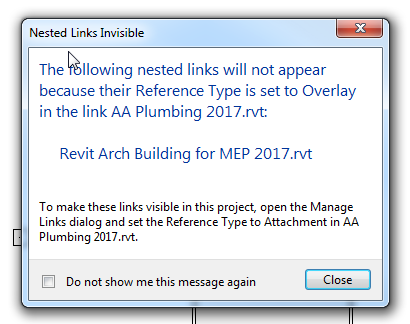 Nested Links Invisible
The following nested links will not appear
because their Reference Type is set to Overlay
in the link AA Plumbing 2017.rvt:
Revit Arch Building for MEP 2017.rvt
To make these links visible in this project, open the Manage
Links dialog and set the Reference Type to Attachment in AA
Plumbing 2017.rvt.
Do not show me this message again
Close